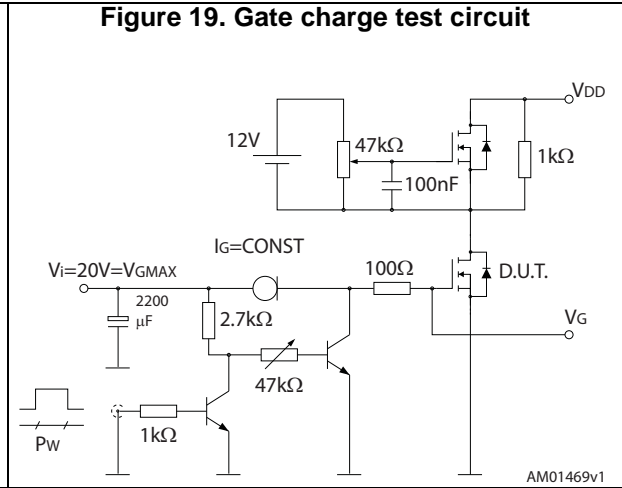 Figure 19. Gate charge test circuit
VDD
12V
47kΩ
1kΩ
100nF
IG=CONST
Vi=20V=VGMAX
100Ω
D.U.T.
2200
μF
2.7kΩ
VG
47kΩ
1kΩ
PW
AM01469v1